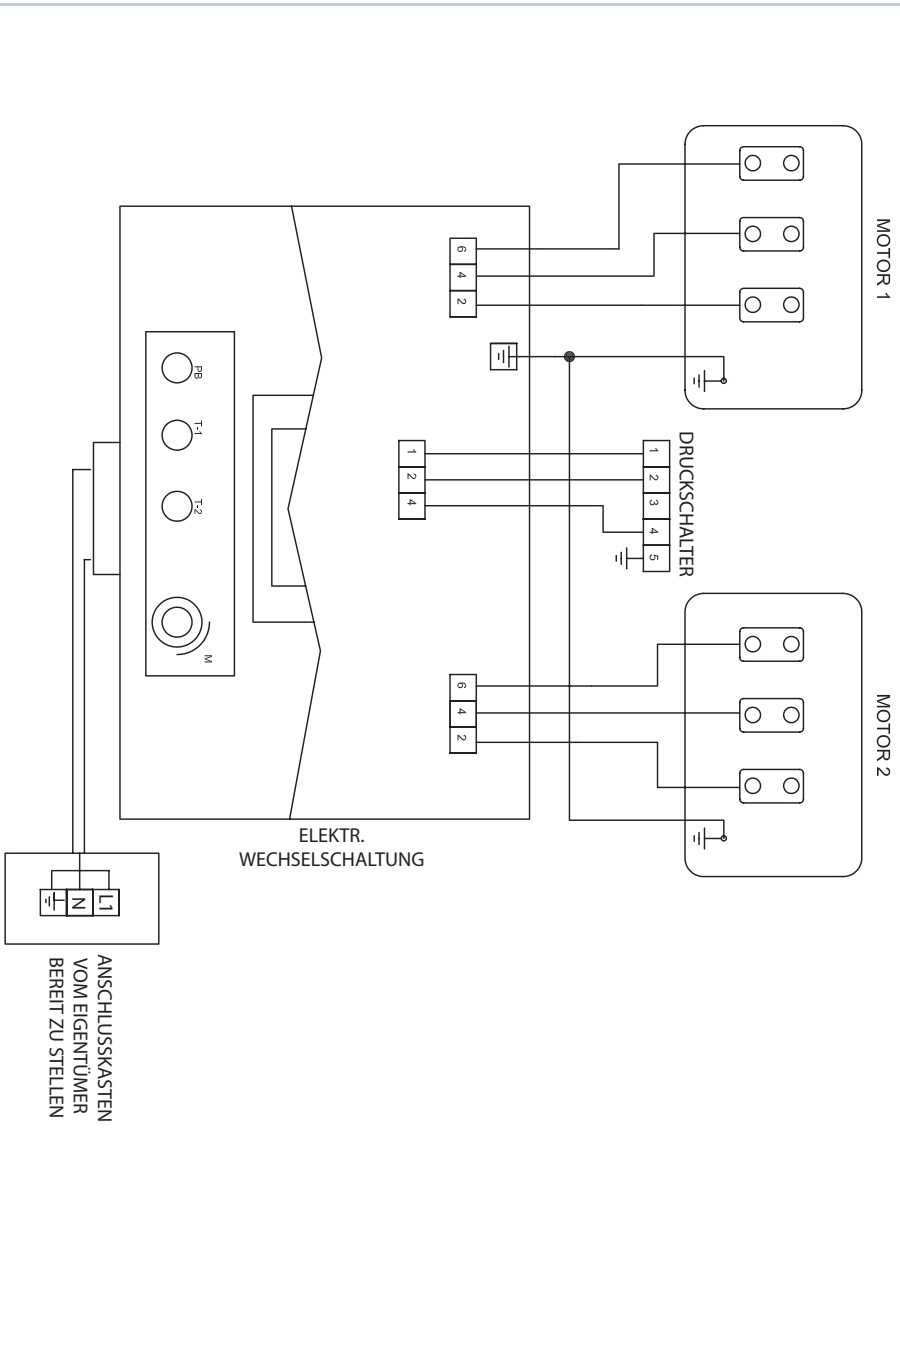 MOTOR 1
6
4
2
PB
T-1
T-2
M
DRUCKSCHALTER
1
2
4
1
2
3
4
5
MOTOR 2
6
4
2
ELEKTR.
WECHSELSCHALTUNG
L1
N
ANSCHLUSSKASTEN
VOM EIGENTÜMER
BEREIT ZU STELLEN